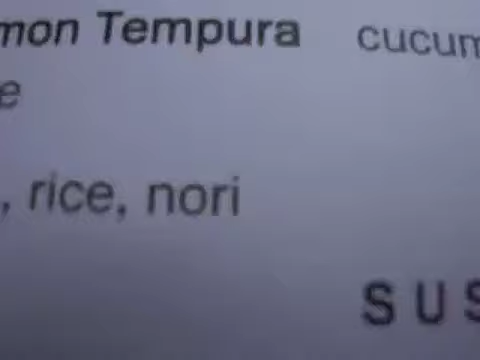 mon Tempura
e
, rice, nori
cucum
SUS